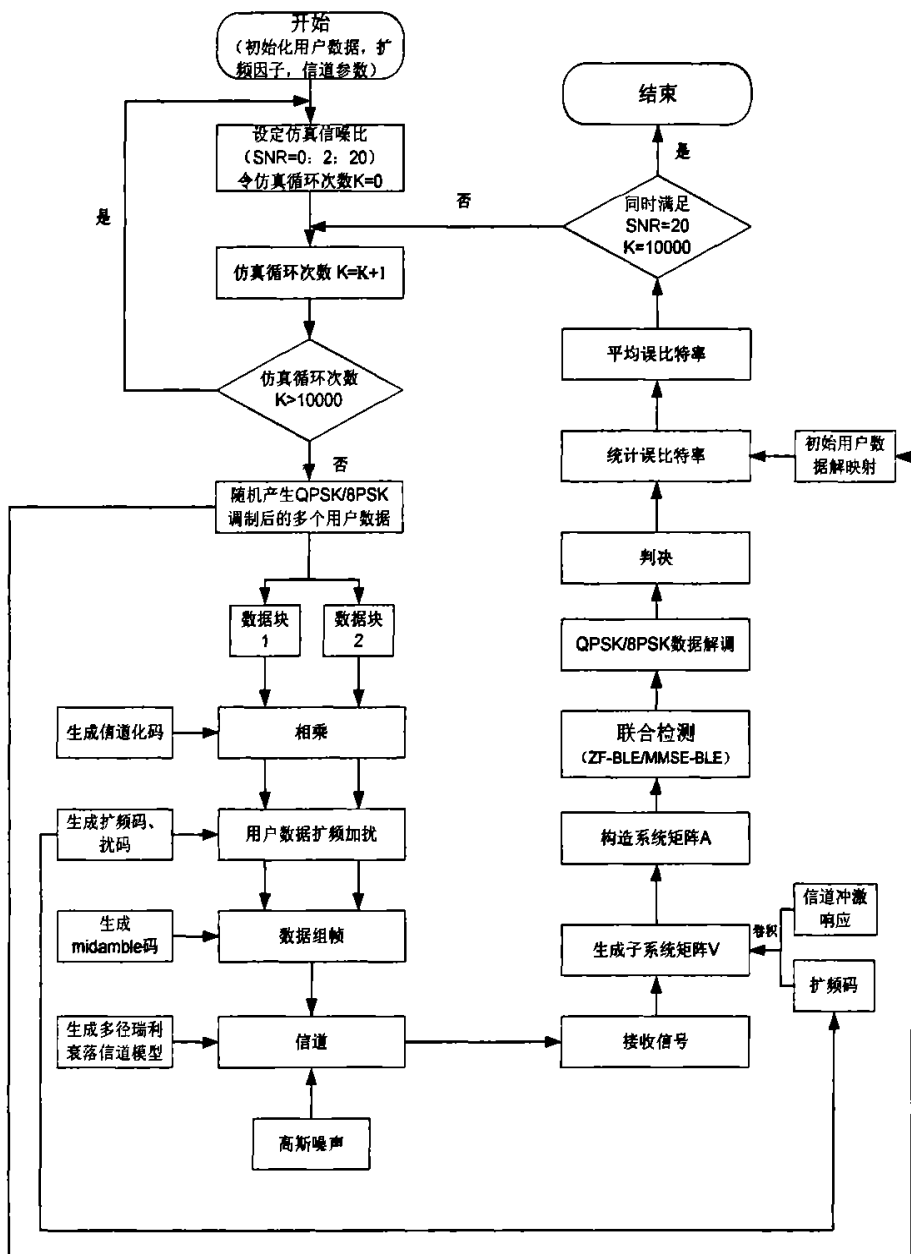 开始
（初始化用户数据，扩
频因子，信道参数）
设定仿真信噪比
（SNR=0：2：20）
令仿真循环次数K=0
是
仿真循环次数 K=K+1
仿真循环次数
K>10000
否
随机产生QPSK/8PSK
调制后的多个用户数据
数据块
1
数据块
2
生成信道化码
相乘
生成扩频码、
扰码
用户数据扩频加扰
生成
midamble码
数据组帧
生成多径瑞利
衰落信道模型
信道
高斯噪声
接收信号
生成子系统矩阵V
卷积
信道冲激
响应
扩频码
构造系统矩阵A
联合检测
（ZF-BLE/MMSE-BLE）
QPSK/8PSK数据解调
判决
统计误比特率
初始用户数
据解映射
平均误比特率
同时满足
SNR=20
K=10000
否
是
结束